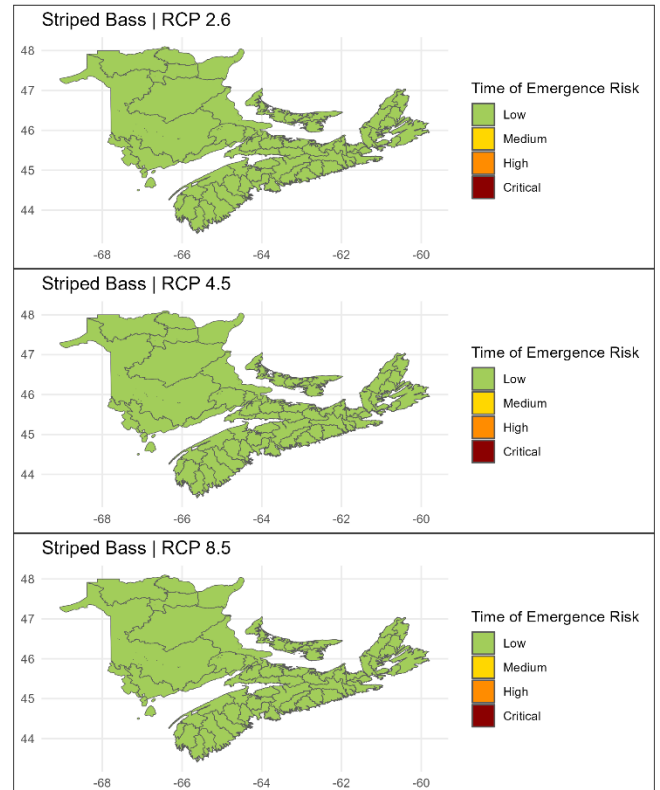 Striped Bass | RCP 2.6
48
47
46
45
44
-68 -66 -64 -62 -60
Time of Emergence Risk
Low
Medium
High
Critical
Striped Bass | RCP 4.5
48
47
46
45
44
-68 -66 -64 -62 -60
Time of Emergence Risk
Low
Medium
High
Critical
Striped Bass | RCP 8.5
48
47
46
45
44
-68 -66 -64 -62 -60
Time of Emergence Risk
Low
Medium
High
Critical